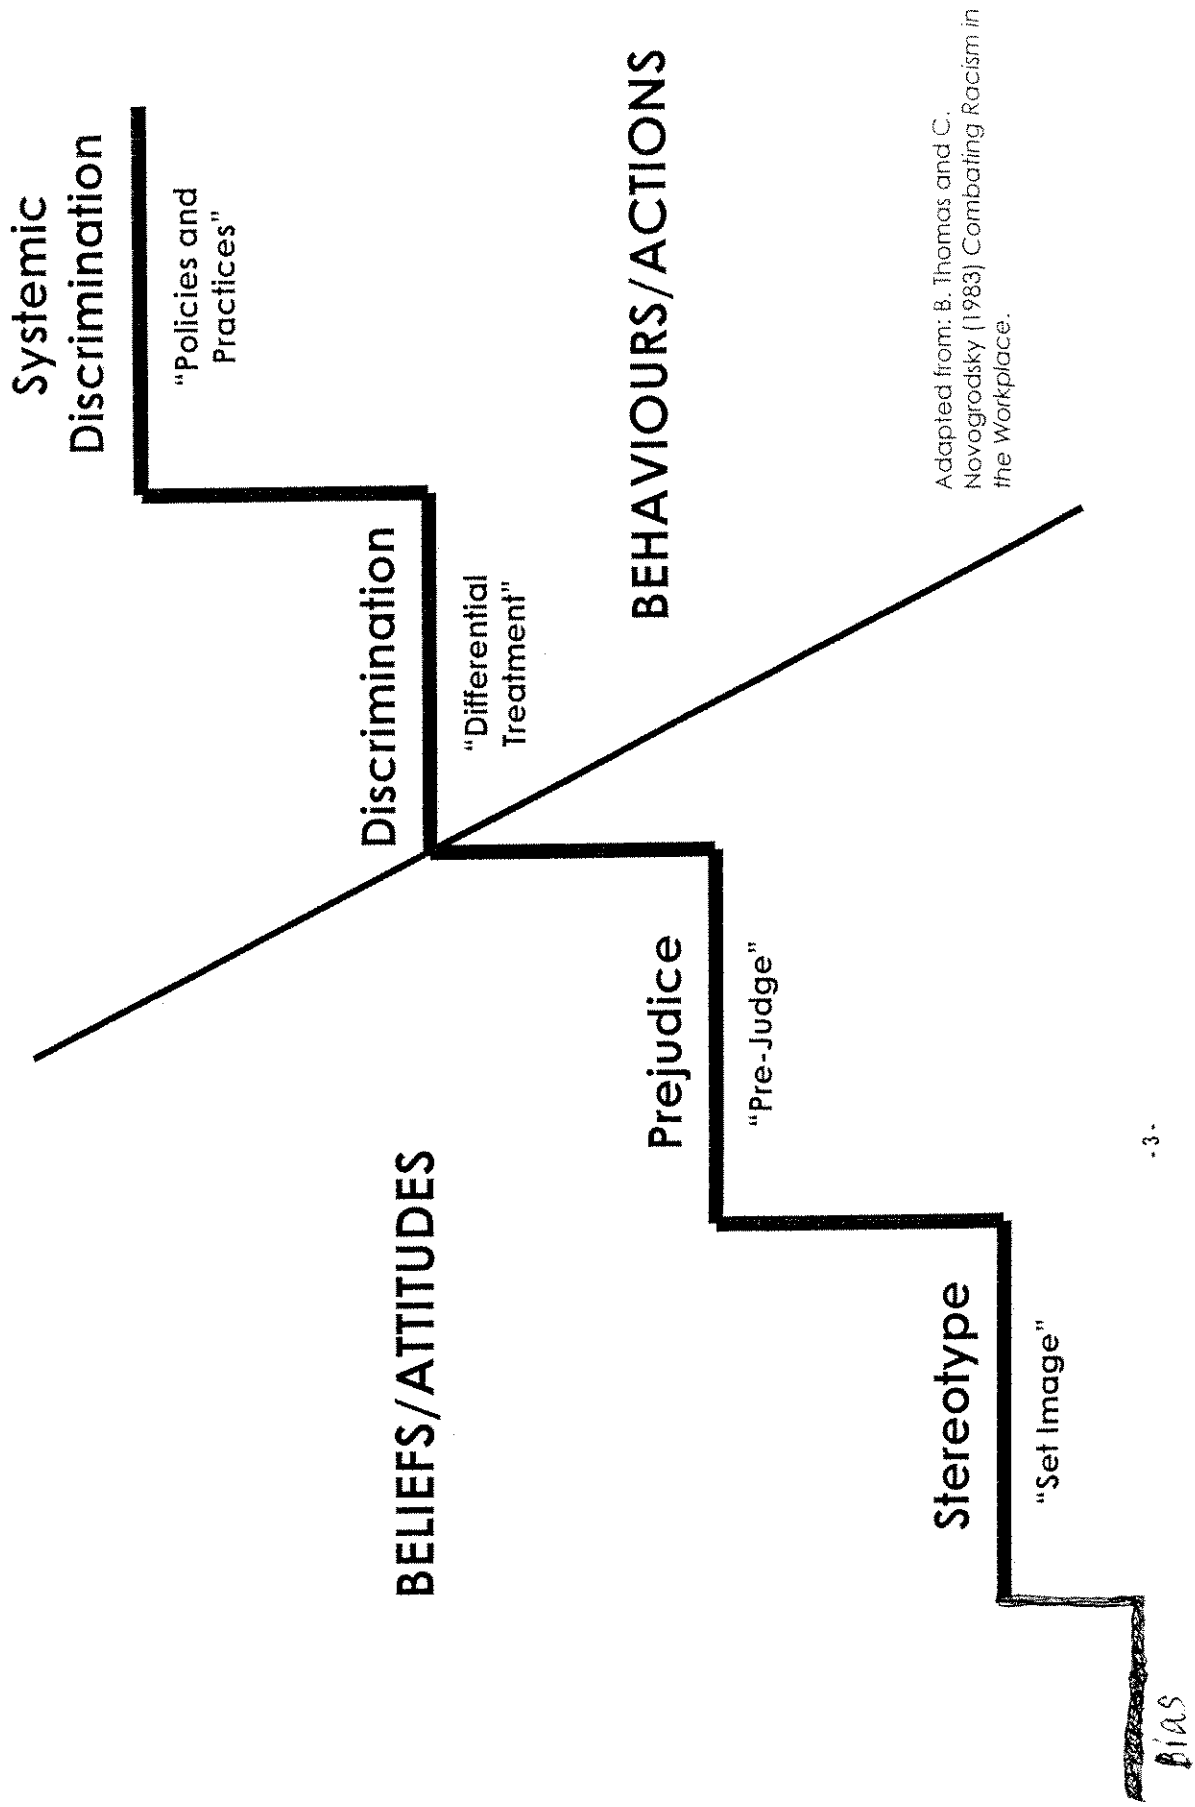 Systemic
Discrimination
"Policies and
Practices"
Discrimination
"Differential
Treatment"
BELIEFS/ATTITUDES
BEHAVIOURS/ACTIONS
Prejudice
"Pre-Judge"
Stereotype
"Set Image"
Bias
Adapted from: B. Thomas and C.
Novogrodsky (1983) Combating Racism in
the Workplace.
- 3 -